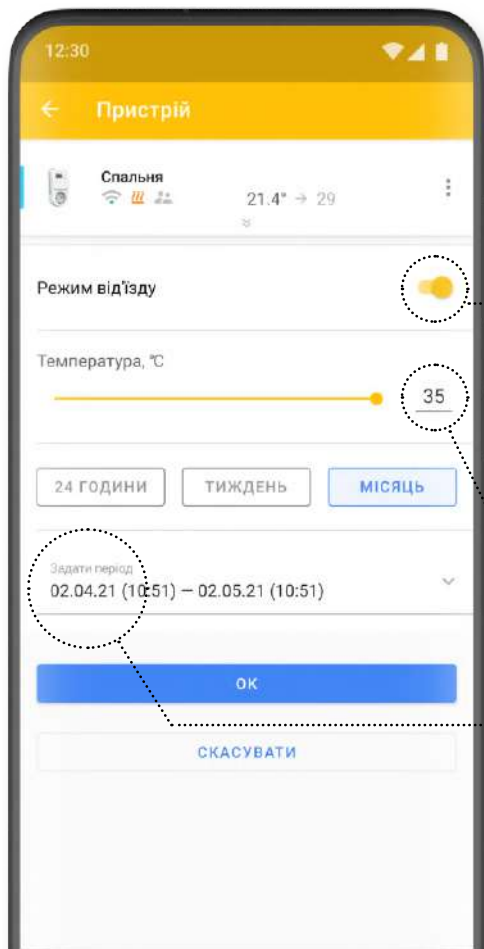 12:30
Пристрій
Спальня
21.4° → 29
Режим від'їзду
Температура, °C
35
24 ГОДИНИ ТИЖДЕНЬ МІСЯЦЬ
Задати період
02.04.21 (10:51) — 02.05.21 (10:51)
ОК
СКАСУВАТИ